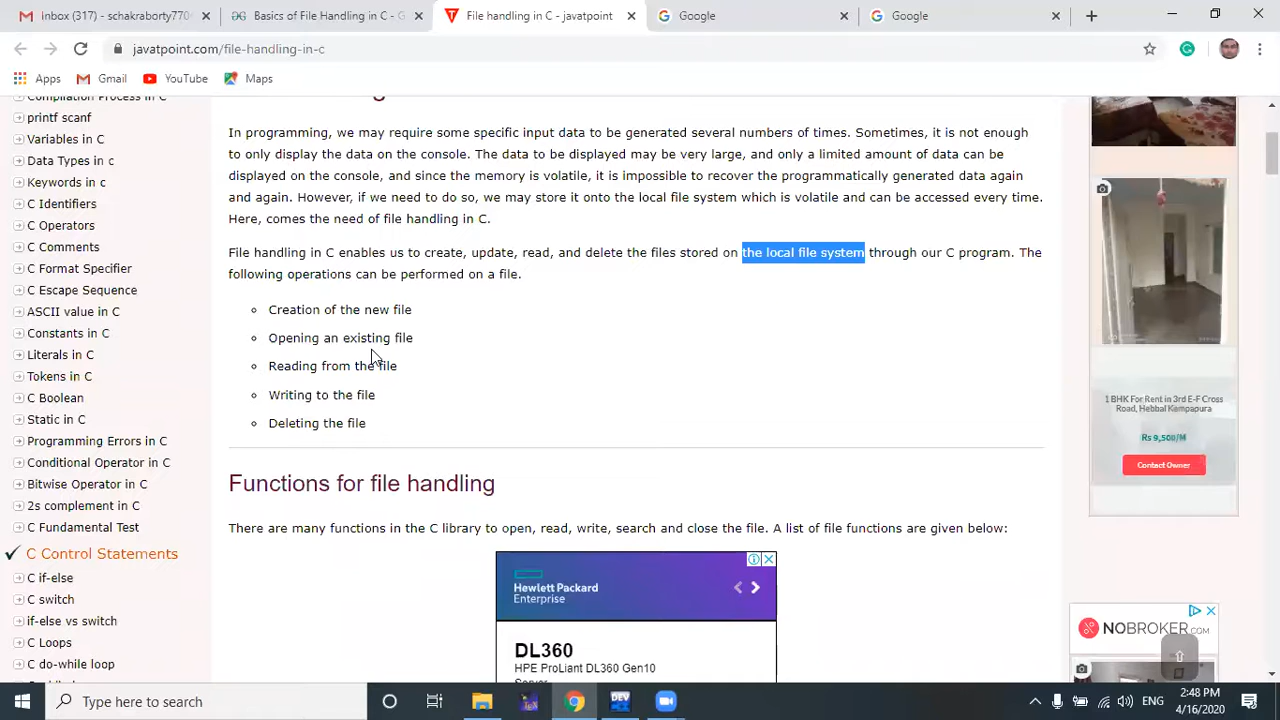 Inbox (317) - schakraborty77
Basics of File Handling in C - G
File handling in C - javatpoint
Google
Google
javatpoint.com/file-handling-in-c
Apps
Gmail
YouTube
Maps
Compilation Process in C
printf scanf
Variables in C
Data Types in c
Keywords in c
C Identifiers
C Operators
C Comments
C Format Specifier
C Escape Sequence
ASCII value in C
Constants in C
Literals in C
Tokens in C
C Boolean
Static in C
Programming Errors in C
Conditional Operator in C
Bitwise Operator in C
2s complement in C
C Fundamental Test
C Control Statements
C if-else
C switch
if-else vs switch
C Loops
C do-while loop
In programming, we may require some specific input data to be generated several numbers of times. Sometimes, it is not enough
to only display the data on the console. The data to be displayed may be very large, and only a limited amount of data can be
displayed on the console, and since the memory is volatile, it is impossible to recover the programmatically generated data again
and again. However, if we need to do so, we may store it onto the local file system which is volatile and can be accessed every time.
Here, comes the need of file handling in C.
File handling in C enables us to create, update, read, and delete the files stored on the local file system through our C program. The
following operations can be performed on a file.
Creation of the new file
Opening an existing file
Reading from the file
Writing to the file
Deleting the file
Functions for file handling
There are many functions in the C library to open, read, write, search and close the file. A list of file functions are given below:
Hewlett Packard
Enterprise
DL360
HPE ProLiant DL360 Gen10
1 BHK For Rent in 3rd E-F Cross
Road, Hebbal Kempapura
Rs 9,500/M
Contact Owner
NOBROKER.COM
Type here to search
DEV
ENG
2:48 PM
4/16/2020